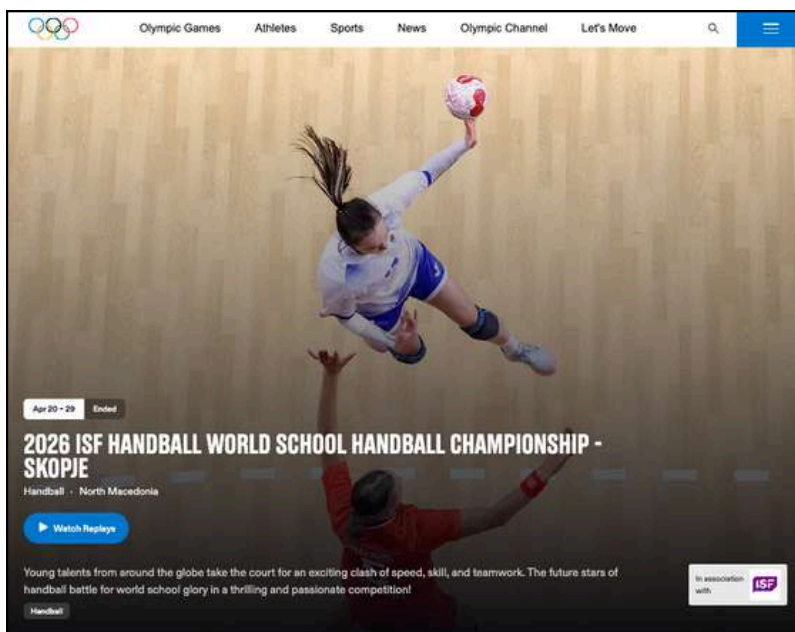 Olympic Games Athletes Sports News Olympic Channel Let's Move
Apr 20 – 29 Ended
2026 ISF HANDBALL WORLD SCHOOL HANDBALL CHAMPIONSHIP -
SKOPJE
Handball · North Macedonia
Watch Replays
Young talents from around the globe take the court for an exciting clash of speed, skill, and teamwork. The future stars of
handball battle for world school glory in a thrilling and passionate competition!
In association
with
ISF
Handball